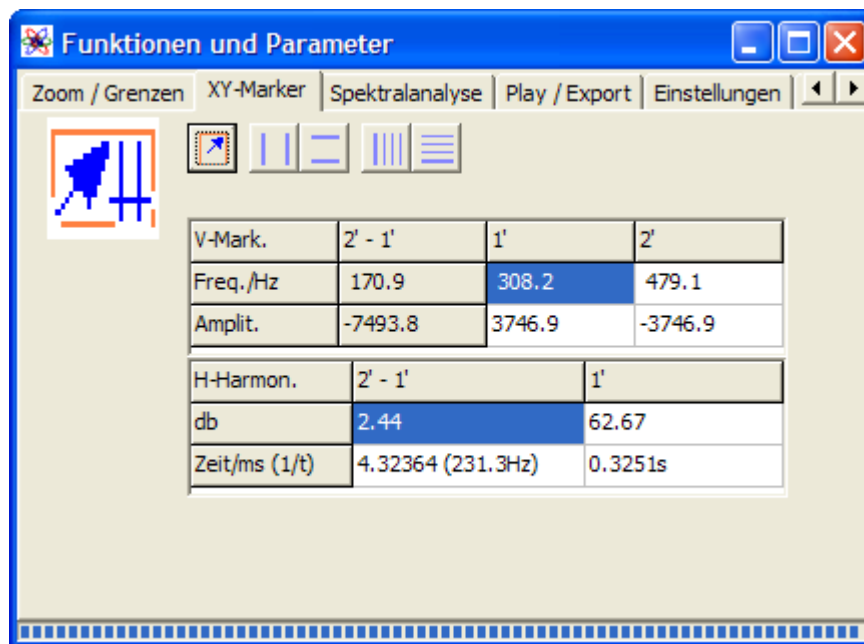 Funktionen und Parameter
Zoom / Grenzen XY-Marker Spektralanalyse Play / Export Einstellungen
V-Mark. 2' - 1' 1' 2'
Freq./Hz 170.9 308.2 479.1
Amplit. -7493.8 3746.9 -3746.9
H-Harmon. 2' - 1' 1'
db 2.44 62.67
Zeit/ms (1/t) 4.32364 (231.3Hz) 0.3251s